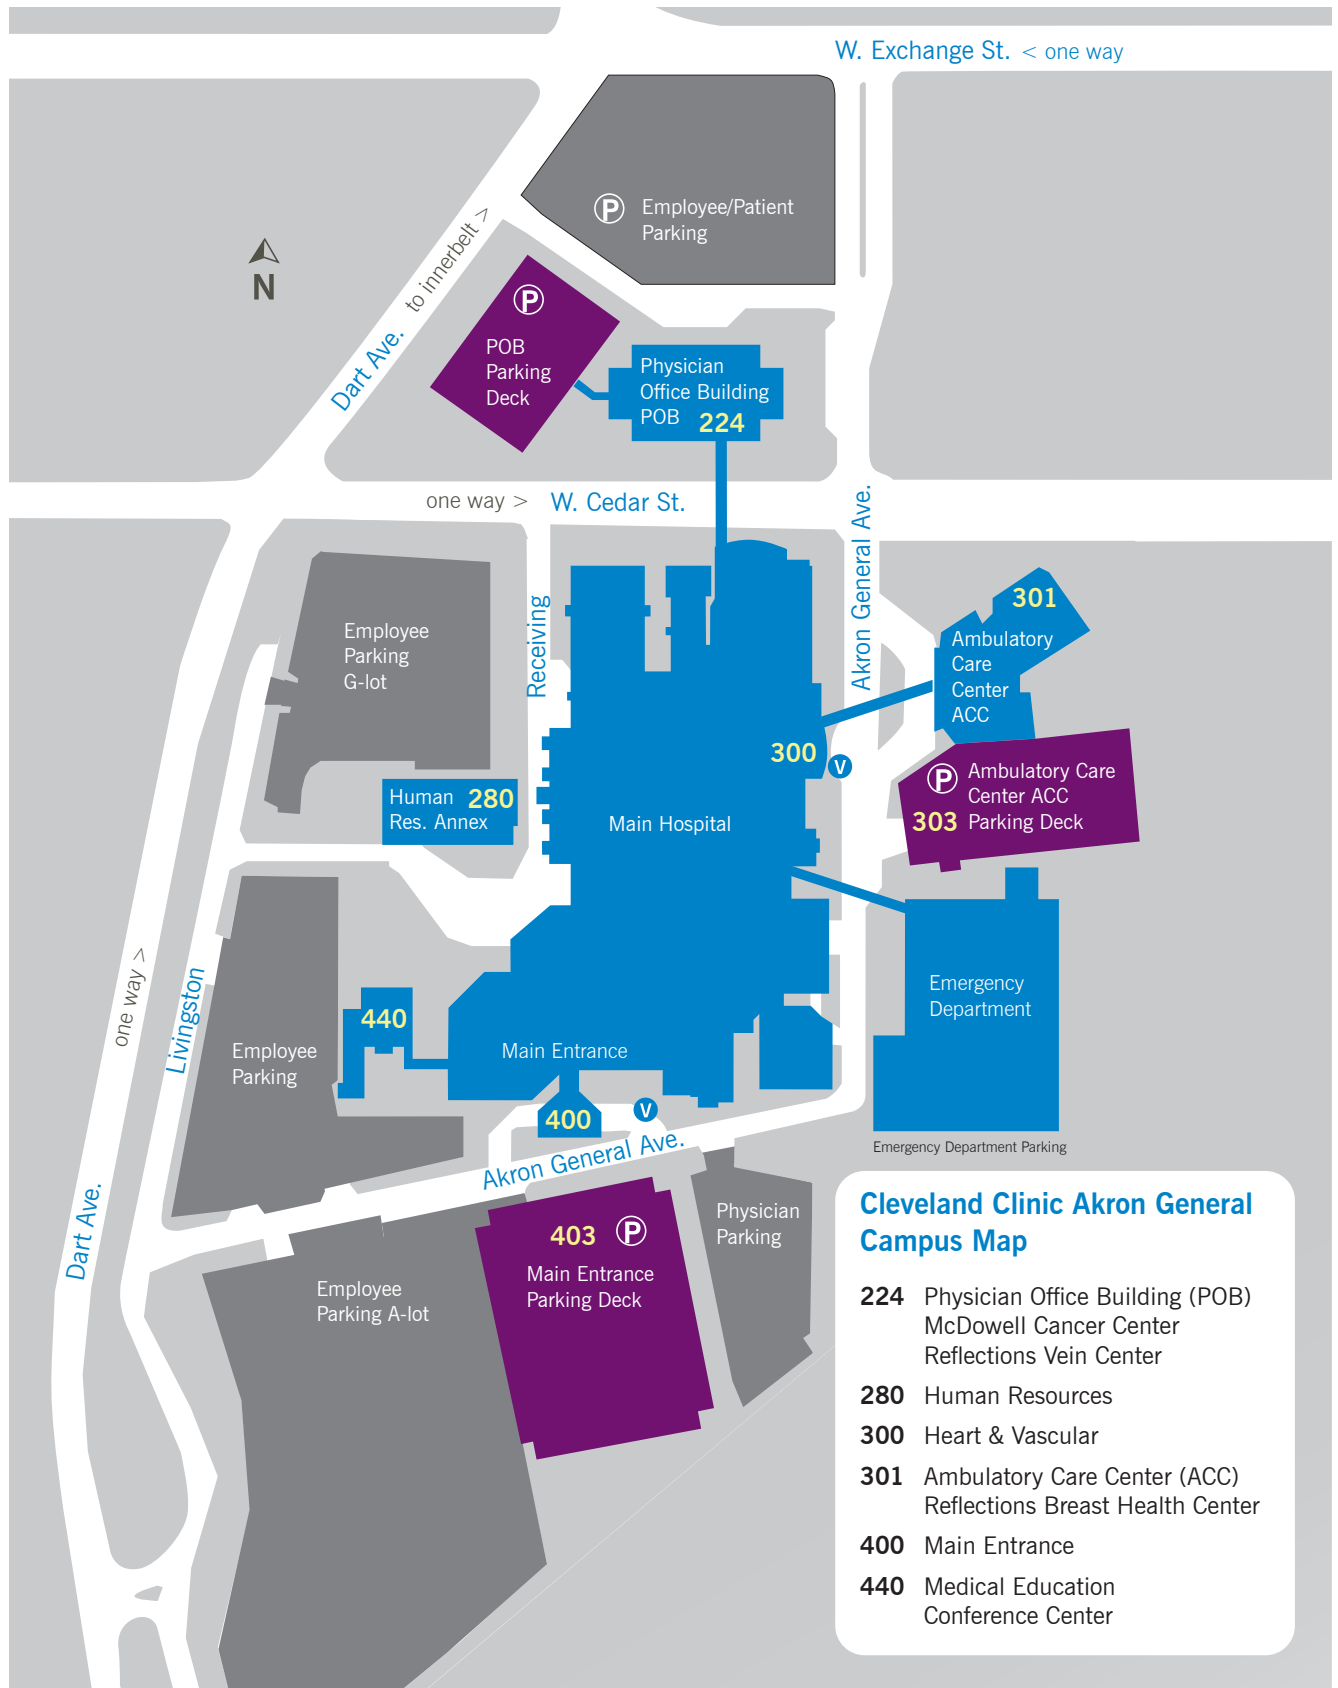 W. Exchange St. < one way
P Employee/Patient
Parking
to innerbelt >
Dart Ave.
N
P
POB
Parking
Deck
Physician
Office Building
POB 224
one way > W. Cedar St.
Akron General Ave.
Receiving
Employee
Parking
G-lot
301
Ambulatory
Care
Center
ACC
300
V
P Ambulatory Care
Center ACC
303 Parking Deck
Human 280
Res. Annex
Main Hospital
one way >
Livingston
Dart Ave.
Employee
Parking
440
Main Entrance
400
V
Akron General Ave.
Emergency
Department
Emergency Department Parking
Physician
Parking
403 P
Main Entrance
Parking Deck
Employee
Parking A-lot
Cleveland Clinic Akron General
Campus Map
224 Physician Office Building (POB)
McDowell Cancer Center
Reflections Vein Center
280 Human Resources
300 Heart & Vascular
301 Ambulatory Care Center (ACC)
Reflections Breast Health Center
400 Main Entrance
440 Medical Education
Conference Center